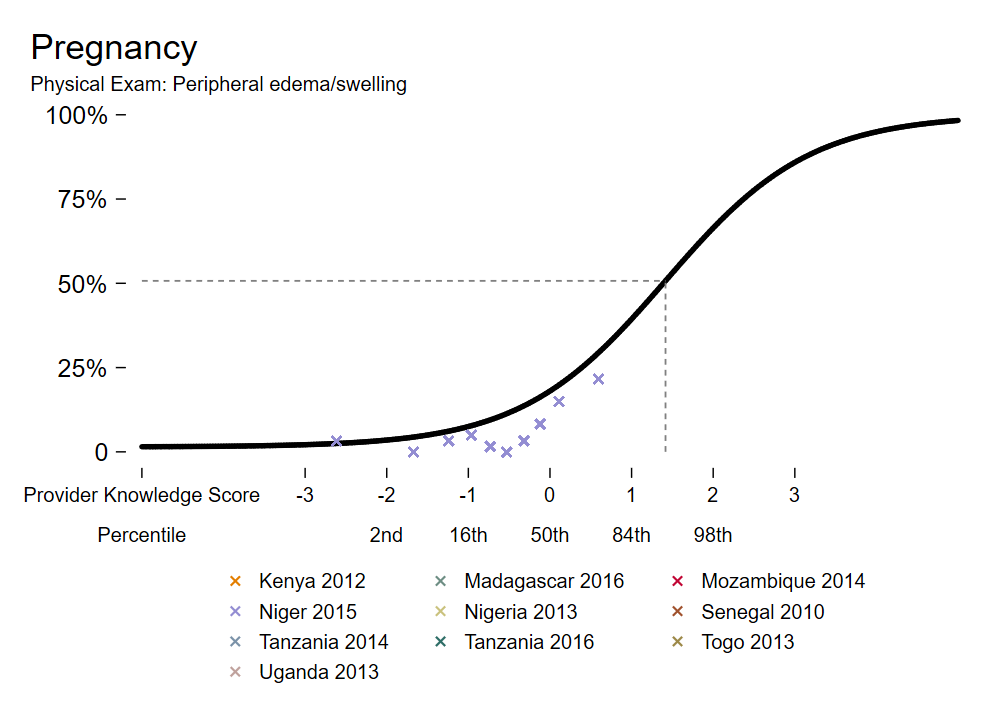 Pregnancy
Physical Exam: Peripheral edema/swelling
100%
75%
50%
25%
0
Provider Knowledge Score -3 -2 -1 0 1 2 3
Percentile 2nd 16th 50th 84th 98th
Kenya 2012 Madagascar 2016 Mozambique 2014
Niger 2015 Nigeria 2013 Senegal 2010
Tanzania 2014 Tanzania 2016 Togo 2013
Uganda 2013